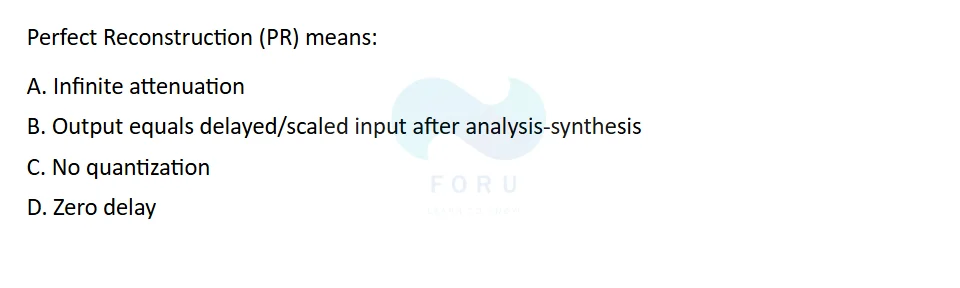 Perfect Reconstruction (PR) means:
A. Infinite attenuation
B. Output equals delayed/scaled input after analysis-synthesis
C. No quantization
FORU
D. Zero delay